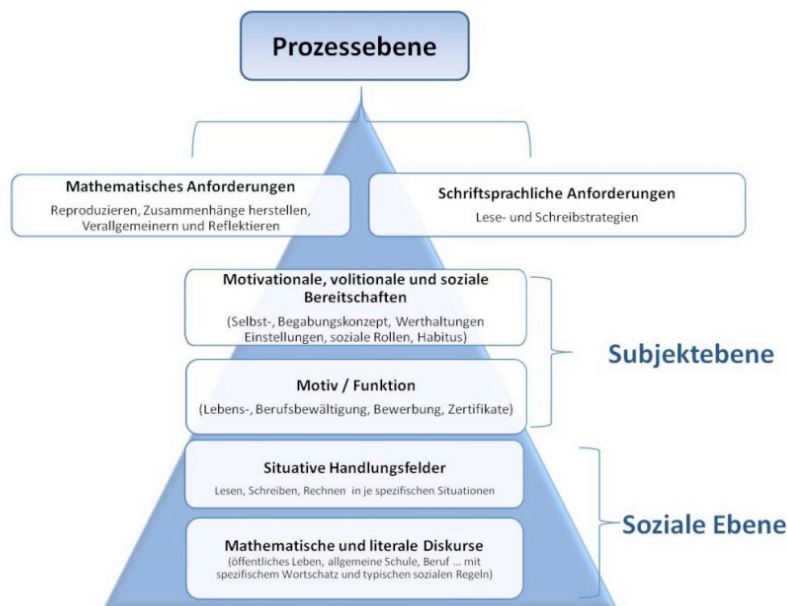 Prozessebene
Mathematisches Anforderungen
Reproduzieren, Zusammenhänge herstellen,
Verallgemeinern und Reflektieren
Schriftsprachliche Anforderungen
Lese- und Schreibstrategien
Motivationale, volitionale und soziale
Bereitschaften
(Selbst-, Begabungskonzept, Werthaltungen
Einstellungen, soziale Rollen, Habitus)
Subjektebene
Motiv / Funktion
(Lebens-, Berufsbewältigung, Bewerbung, Zertifikate)
Situative Handlungsfelder
Lesen, Schreiben, Rechnen in je spezifischen Situationen
Soziale Ebene
Mathematische und literale Diskurse
(öffentliches Leben, allgemeine Schule, Beruf ... mit
spezifischem Wortschatz und typischen sozialen Regeln)